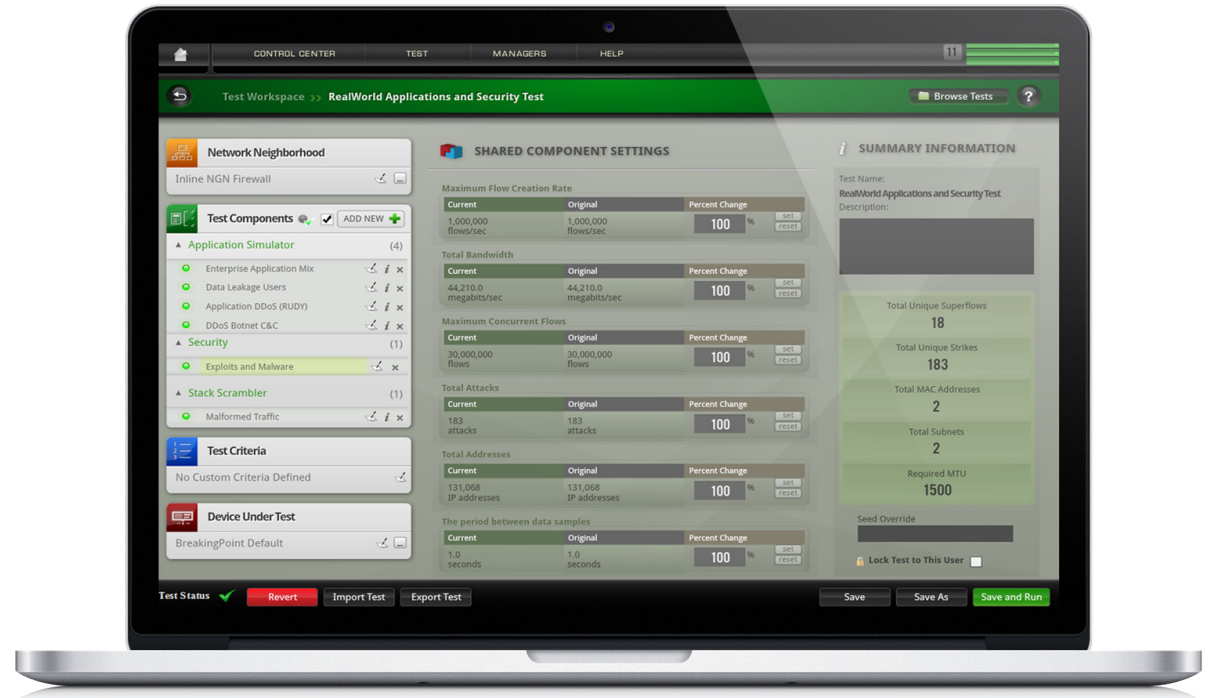 CONTROL CENTER
TEST
MANAGERS
HELP
11
Test Workspace >> RealWorld Applications and Security Test
Browse Tests
?
Network Neighborhood
Inline NGN Firewall
Test Components
ADD NEW
Application Simulator (4)
Enterprise Application Mix i x
Data Leakage Users i x
Application DDoS (RUDY) i x
DDoS Botnet C&C i x
Security (1)
Exploits and Malware x
Stack Scrambler (1)
Malformed Traffic i x
1
2
3
Test Criteria
No Custom Criteria Defined
Device Under Test
BreakingPoint Default
SHARED COMPONENT SETTINGS
Maximum Flow Creation Rate
Current Original Percent Change
1,000,000 1,000,000 100 % set
flows/sec flows/sec reset
Total Bandwidth
Current Original Percent Change
44,210.0 44,210.0 100 % set
megabits/sec megabits/sec reset
Maximum Concurrent Flows
Current Original Percent Change
30,000,000 30,000,000 100 % set
flows flows reset
Total Attacks
Current Original Percent Change
183 183 100 % set
attacks attacks reset
Total Addresses
Current Original Percent Change
131,068 131,068 100 % set
IP addresses IP addresses reset
The period between data samples
Current Original Percent Change
1.0 1.0 100 % set
seconds seconds reset
i SUMMARY INFORMATION
Test Name:
RealWorld Applications and Security Test
Description:
Total Unique Superflows
18
Total Unique Strikes
183
Total MAC Addresses
2
Total Subnets
2
Required MTU
1500
Seed Override
Lock Test to This User
Test Status
Revert
Import Test
Export Test
Save
Save As
Save and Run